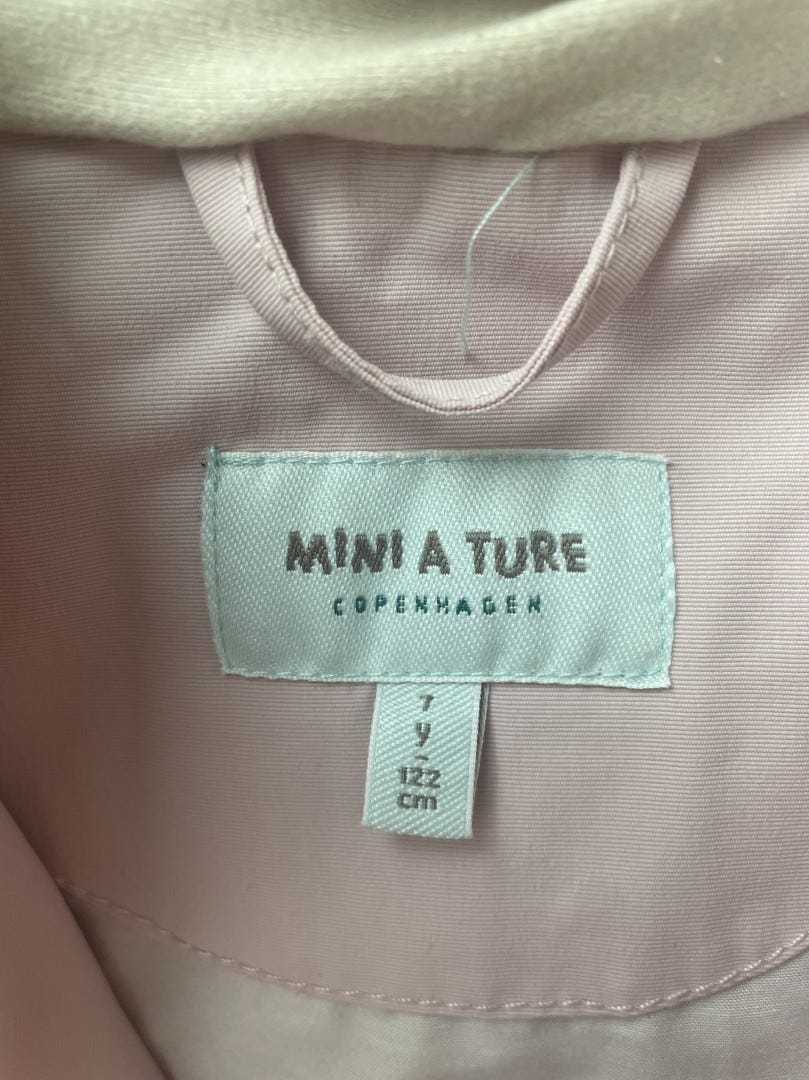 MINI A TURE
COPENHAGEN
7
y
-
122
cm